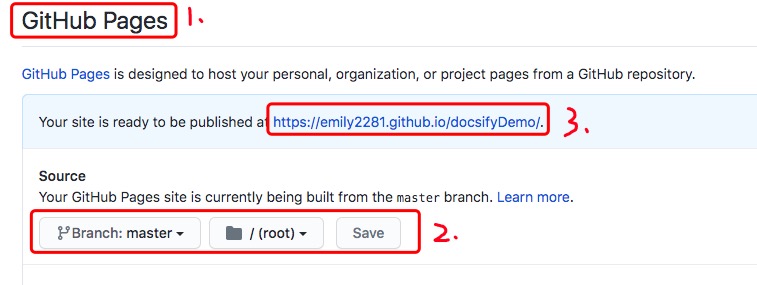 GitHub Pages 1.
GitHub Pages is designed to host your personal, organization, or project pages from a GitHub repository.
Your site is ready to be published at https://emily2281.github.io/docsifyDemo/. 3.
Source
Your GitHub Pages site is currently being built from the master branch. Learn more.
Branch: master / (root) Save 2.